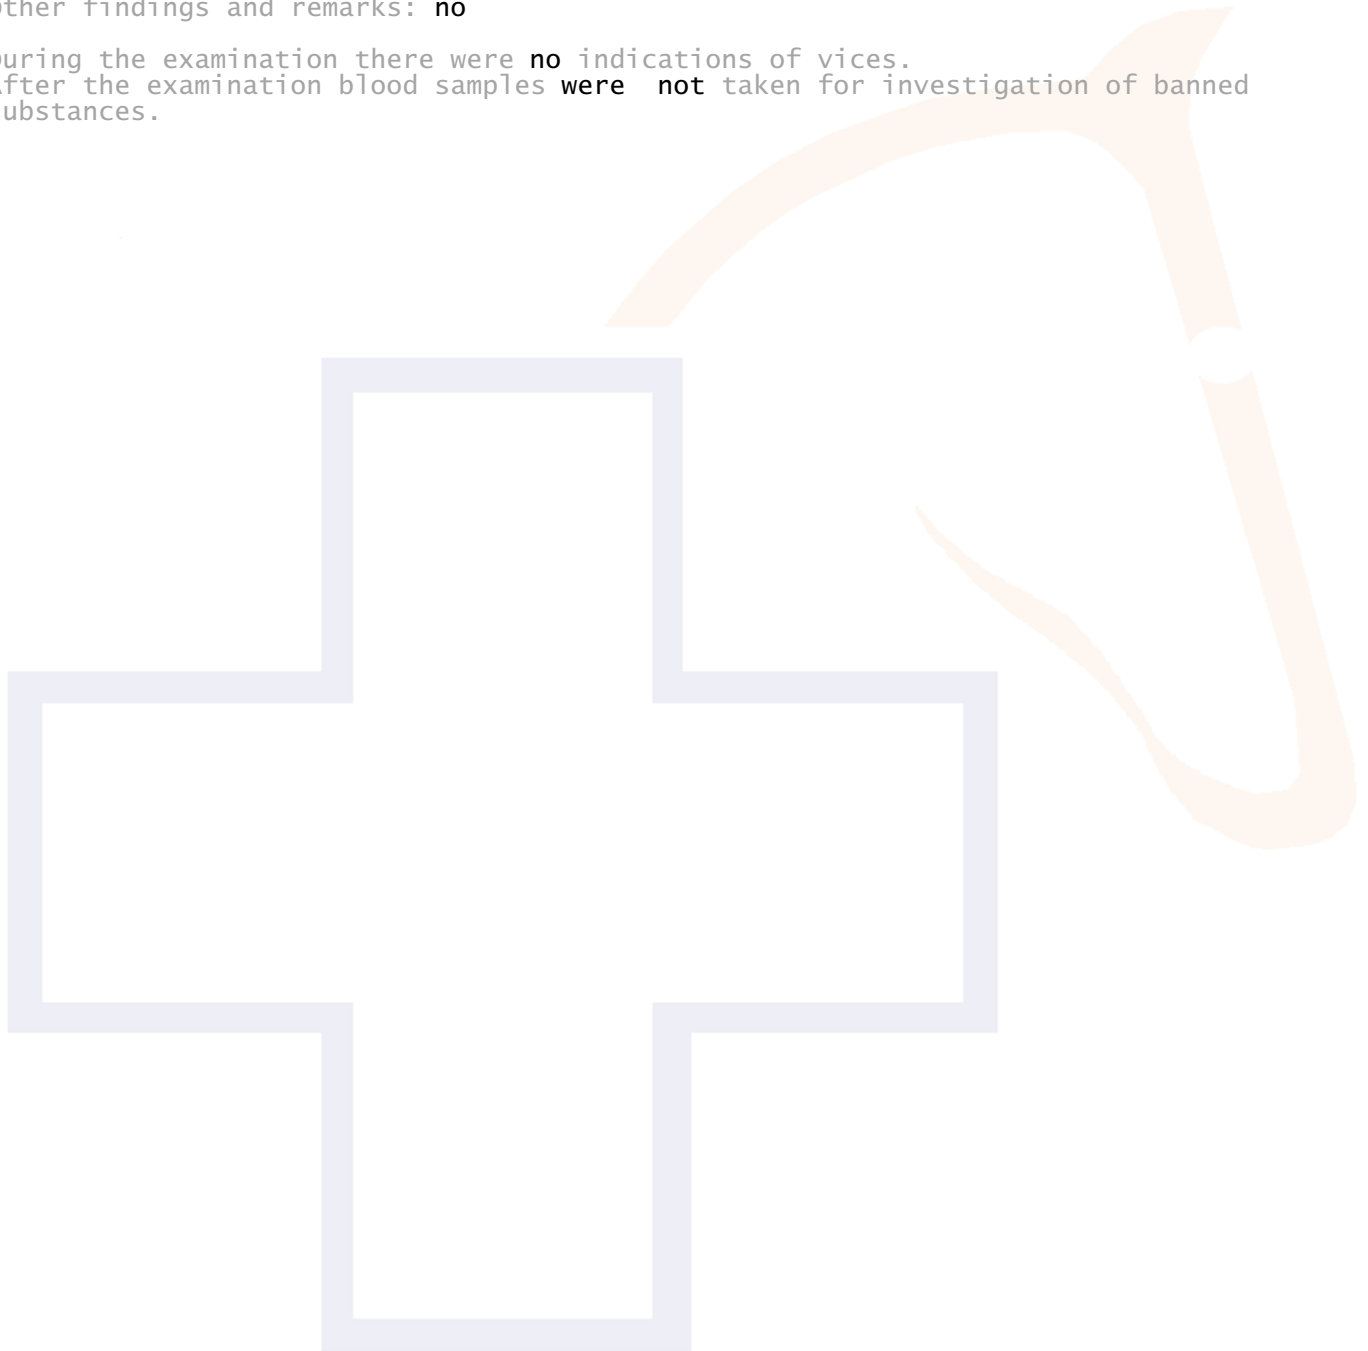 other findings and remarks: no
During the examination there were no indications of vices.
After the examination blood samples were  not taken for investigation of banned
substances.